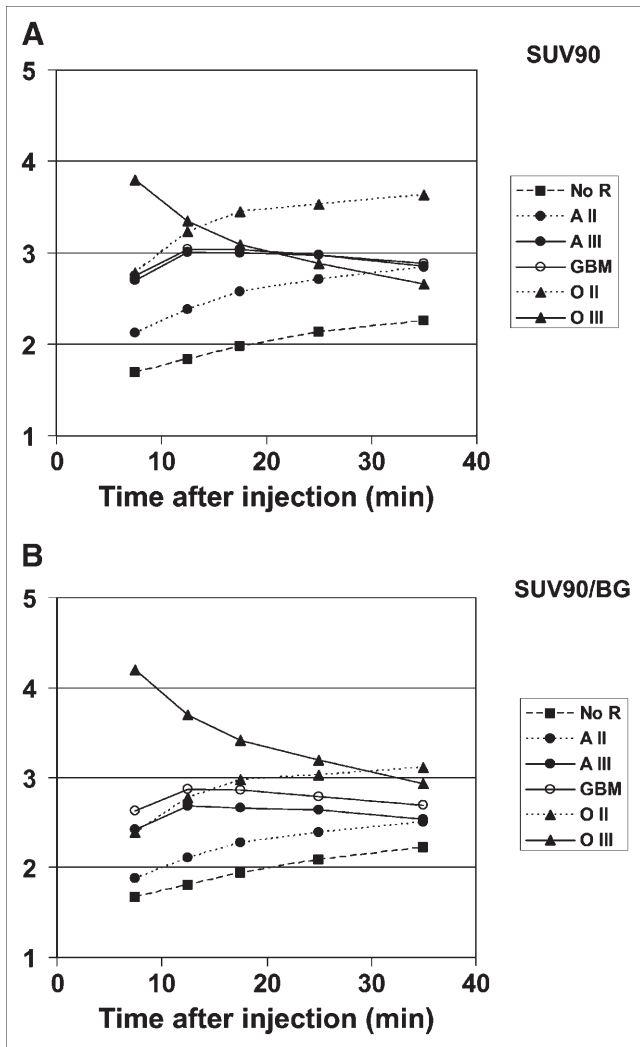 A
SUV90
5
4
3
2
1
0 10 20 30 40
Time after injection (min)
No R
A II
A III
GBM
O II
O III
B
SUV90/BG
5
4
3
2
1
0 10 20 30 40
Time after injection (min)
No R
A II
A III
GBM
O II
O III